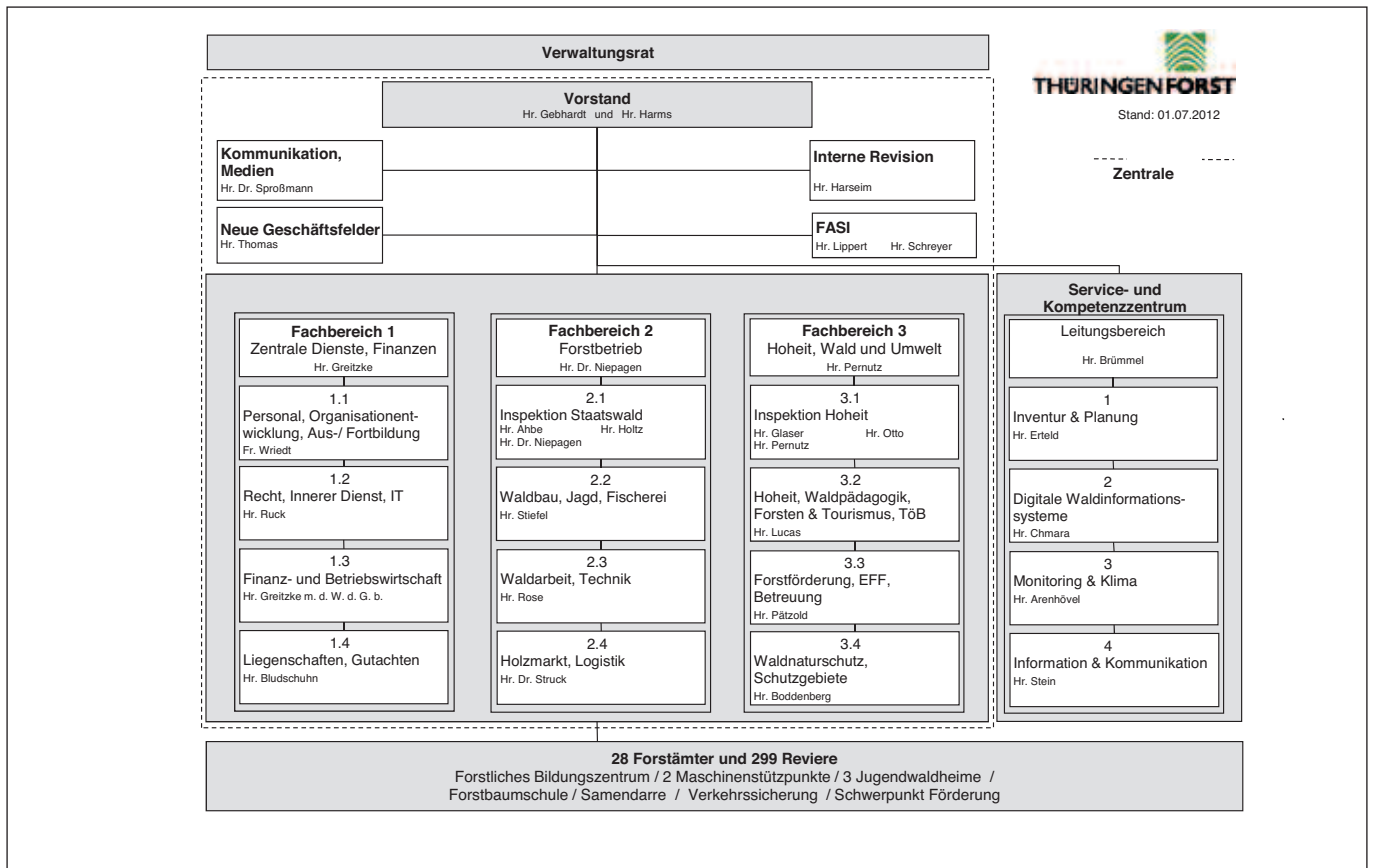 Verwaltungsrat
THÜRINGENFORST
Stand: 01.07.2012
Zentrale
Vorstand
Hr. Gebhardt und Hr. Harms
Kommunikation,
Medien
Hr. Dr. Sproßmann
Interne Revision
Hr. Harseim
Neue Geschäftsfelder
Hr. Thomas
FASI
Hr. Lippert Hr. Schreyer
Fachbereich 1
Zentrale Dienste, Finanzen
Hr. Greitzke
1.1
Personal, Organisationent-
wicklung, Aus-/ Fortbildung
Fr. Wriedt
1.2
Recht, Innerer Dienst, IT
Hr. Ruck
1.3
Finanz- und Betriebswirtschaft
Hr. Greitzke m. d. W. d. G. b.
1.4
Liegenschaften, Gutachten
Hr. Bludschuhn
Fachbereich 2
Forstbetrieb
Hr. Dr. Niepagen
2.1
Inspektion Staatswald
Hr. Ahbe Hr. Holtz
Hr. Dr. Niepagen
2.2
Waldbau, Jagd, Fischerei
Hr. Stiefel
2.3
Waldarbeit, Technik
Hr. Rose
2.4
Holzmarkt, Logistik
Hr. Dr. Struck
Fachbereich 3
Hoheit, Wald und Umwelt
Hr. Pernutz
3.1
Inspektion Hoheit
Hr. Glaser Hr. Otto
Hr. Pernutz
3.2
Hoheit, Waldpädagogik,
Forsten & Tourismus, TöB
Hr. Lucas
3.3
Forstförderung, EFF,
Betreuung
Hr. Pätzold
3.4
Waldnaturschutz,
Schutzgebiete
Hr. Boddenberg
Service- und
Kompetenzzentrum
Leitungsbereich
Hr. Brümmel
1
Inventur & Planung
Hr. Erteld
2
Digitale Waldinformations-
systeme
Hr. Chmara
3
Monitoring & Klima
Hr. Arenhövel
4
Information & Kommunikation
Hr. Stein
28 Forstämter und 299 Reviere
Forstliches Bildungszentrum / 2 Maschinenstützpunkte / 3 Jugendwaldheime /
Forstbaumschule / Samendarre / Verkehrssicherung / Schwerpunkt Förderung